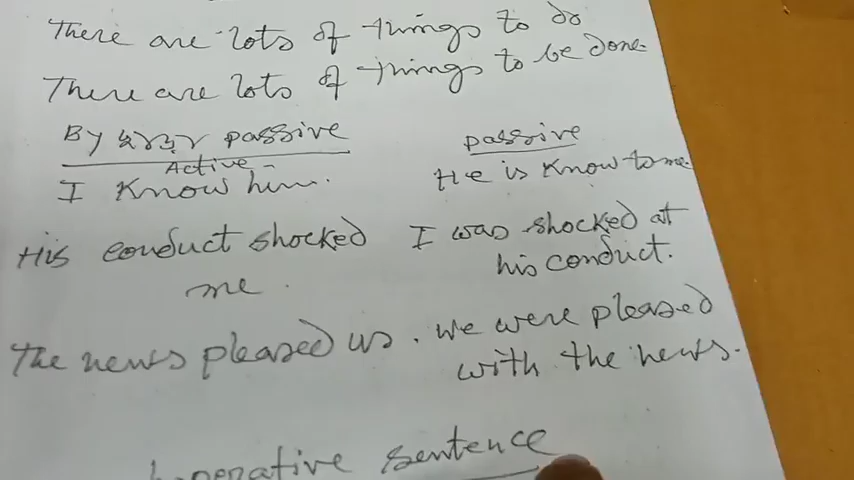 There are lots of things to do
There are lots of things to be done.
By ছাড়া passive
Active
passive
I know him.
He is know to me.
His conduct shocked me.
I was shocked at his conduct.
The news pleased us.
We were pleased with the news.
Imperative sentence